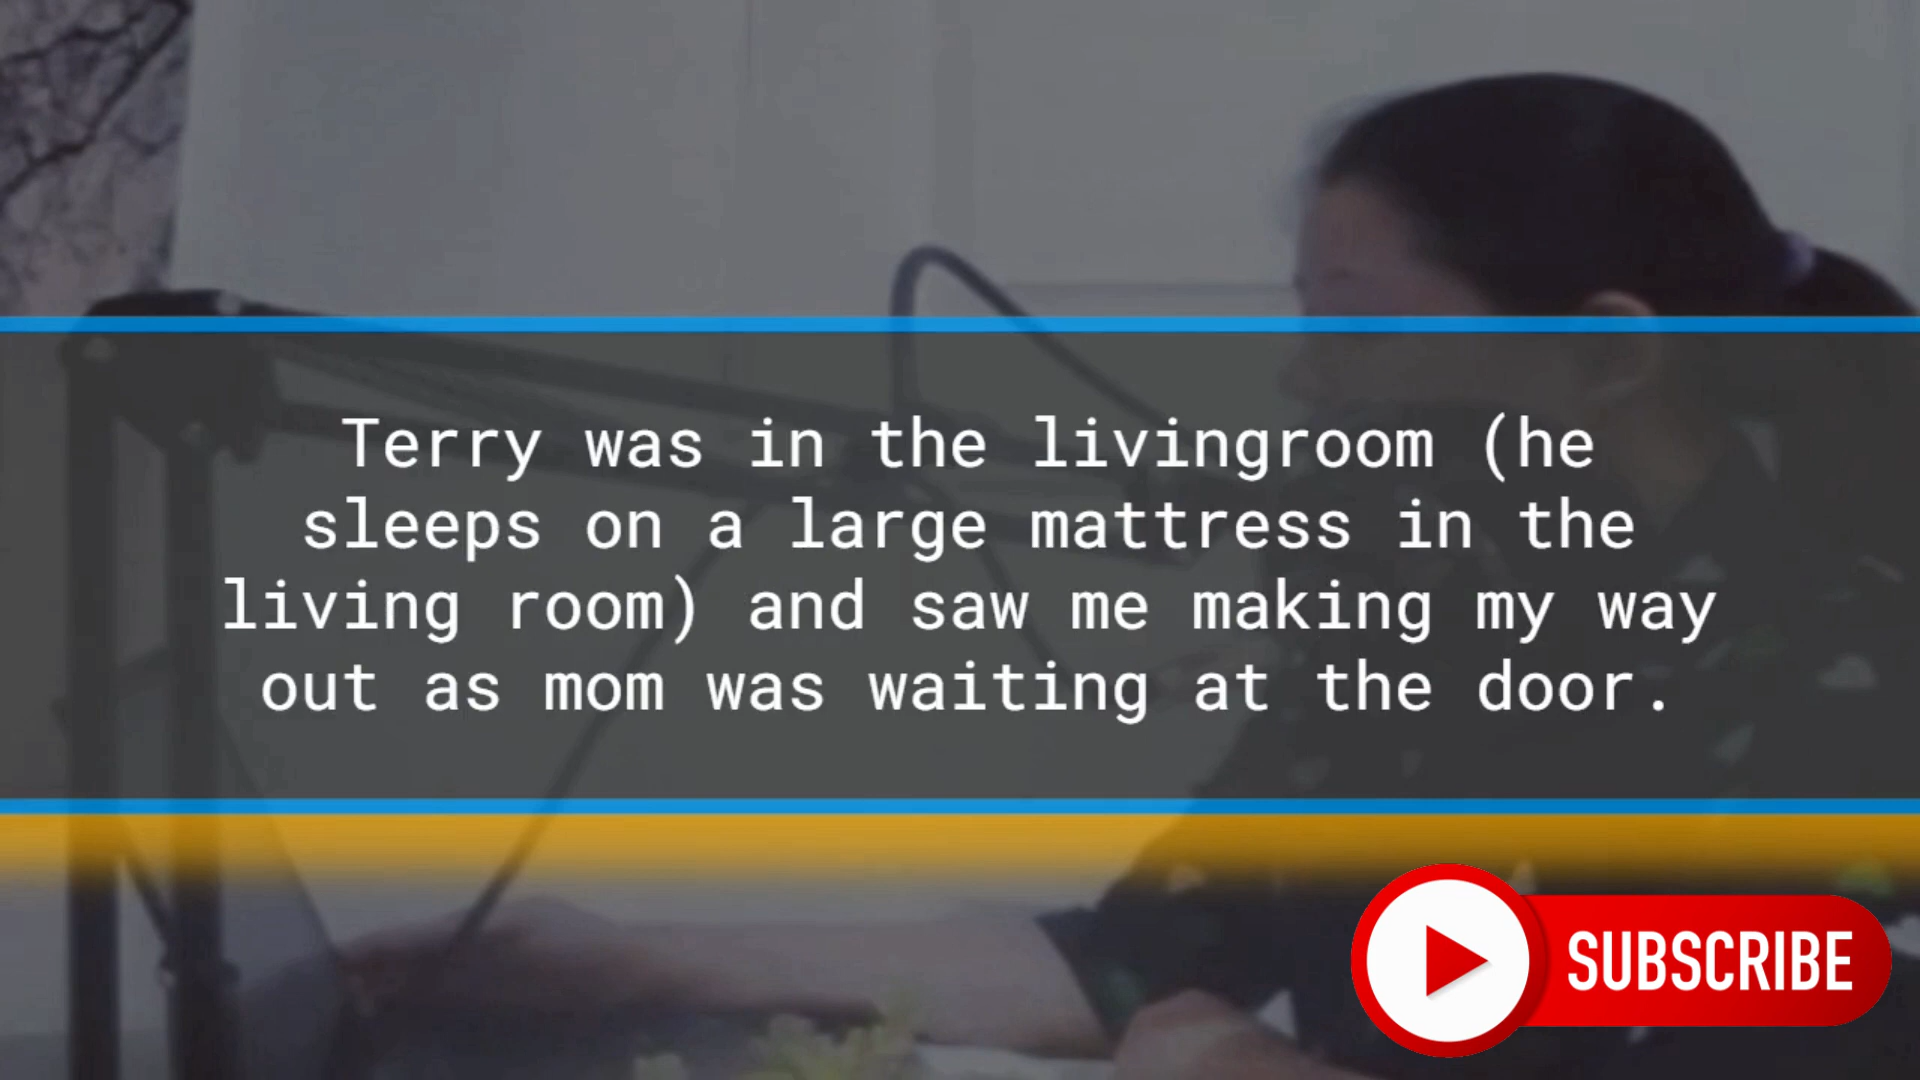 Terry was in the livingroom (he
sleeps on a large mattress in the
living room) and saw me making my way
out as mom was waiting at the door.
SUBSCRIBE